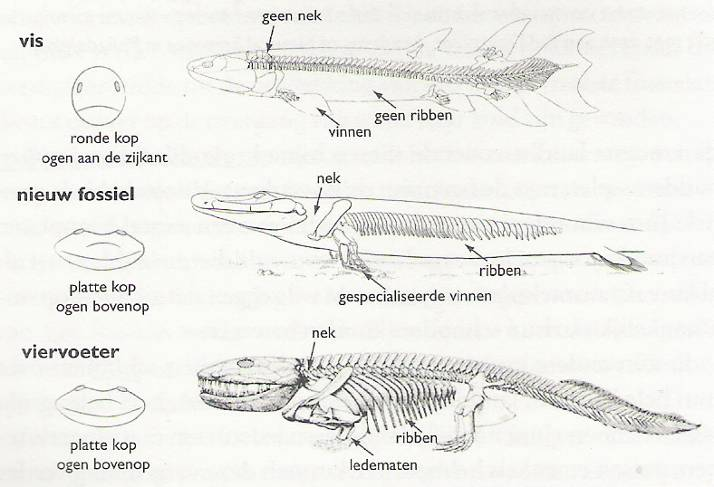 vis
geen nek
geen ribben
vinnen
ronde kop
ogen aan de zijkant
nieuw fossiel
nek
ribben
gespecialiseerde vinnen
platte kop
ogen bovenop
viervoeter
nek
ribben
ledematen
platte kop
ogen bovenop